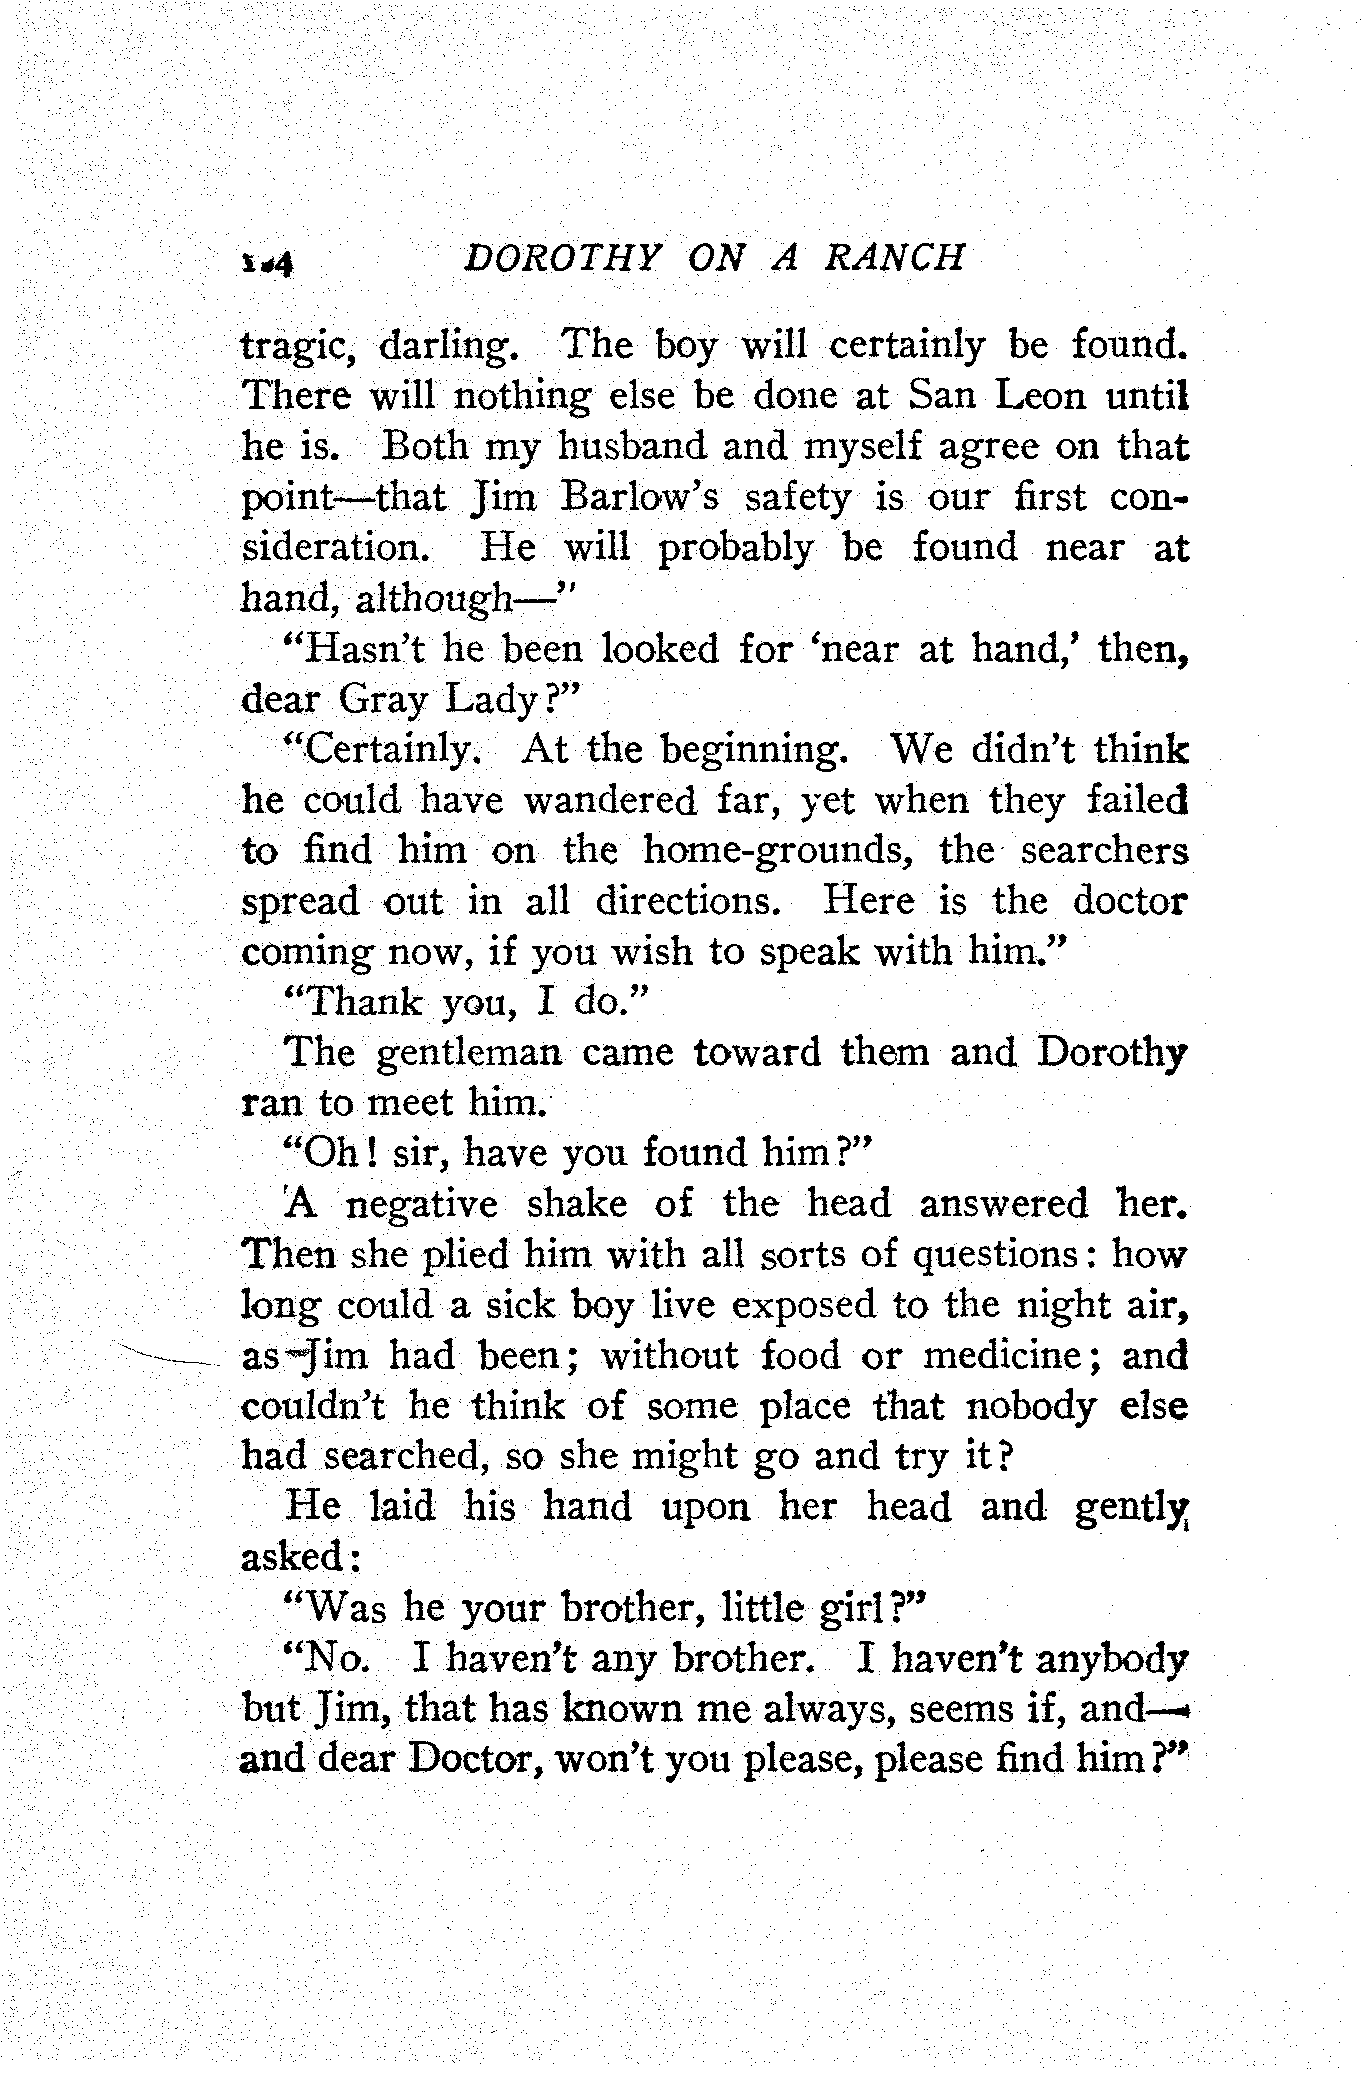 DOROTHY ON A RANCH
tragic, darling. The boy will certainly be found.
There will nothing else be done at San Leon until
he is. Both my husband and myself agree on that
point—that Jim Barlow's safety is our first con-
sideration. He will probably be found near at
hand, although—"
"Hasn't he been looked for 'near at hand,' then,
dear Gray Lady?"
"Certainly. At the beginning. We didn't think
he could have wandered far, yet when they failed
to find him on the home-grounds, the searchers
spread out in all directions. Here is the doctor
coming now, if you wish to speak with him."
"Thank you, I do."
The gentleman came toward them and Dorothy
ran to meet him.
"Oh! sir, have you found him?"
A negative shake of the head answered her.
Then she plied him with all sorts of questions: how
long could a sick boy live exposed to the night air,
as Jim had been; without food or medicine; and
couldn't he think of some place that nobody else
had searched, so she might go and try it?
He laid his hand upon her head and gently
asked:
"Was he your brother, little girl?"
"No. I haven't any brother. I haven't anybody
but Jim, that has known me always, seems if, and—
and dear Doctor, won't you please, please find him?"